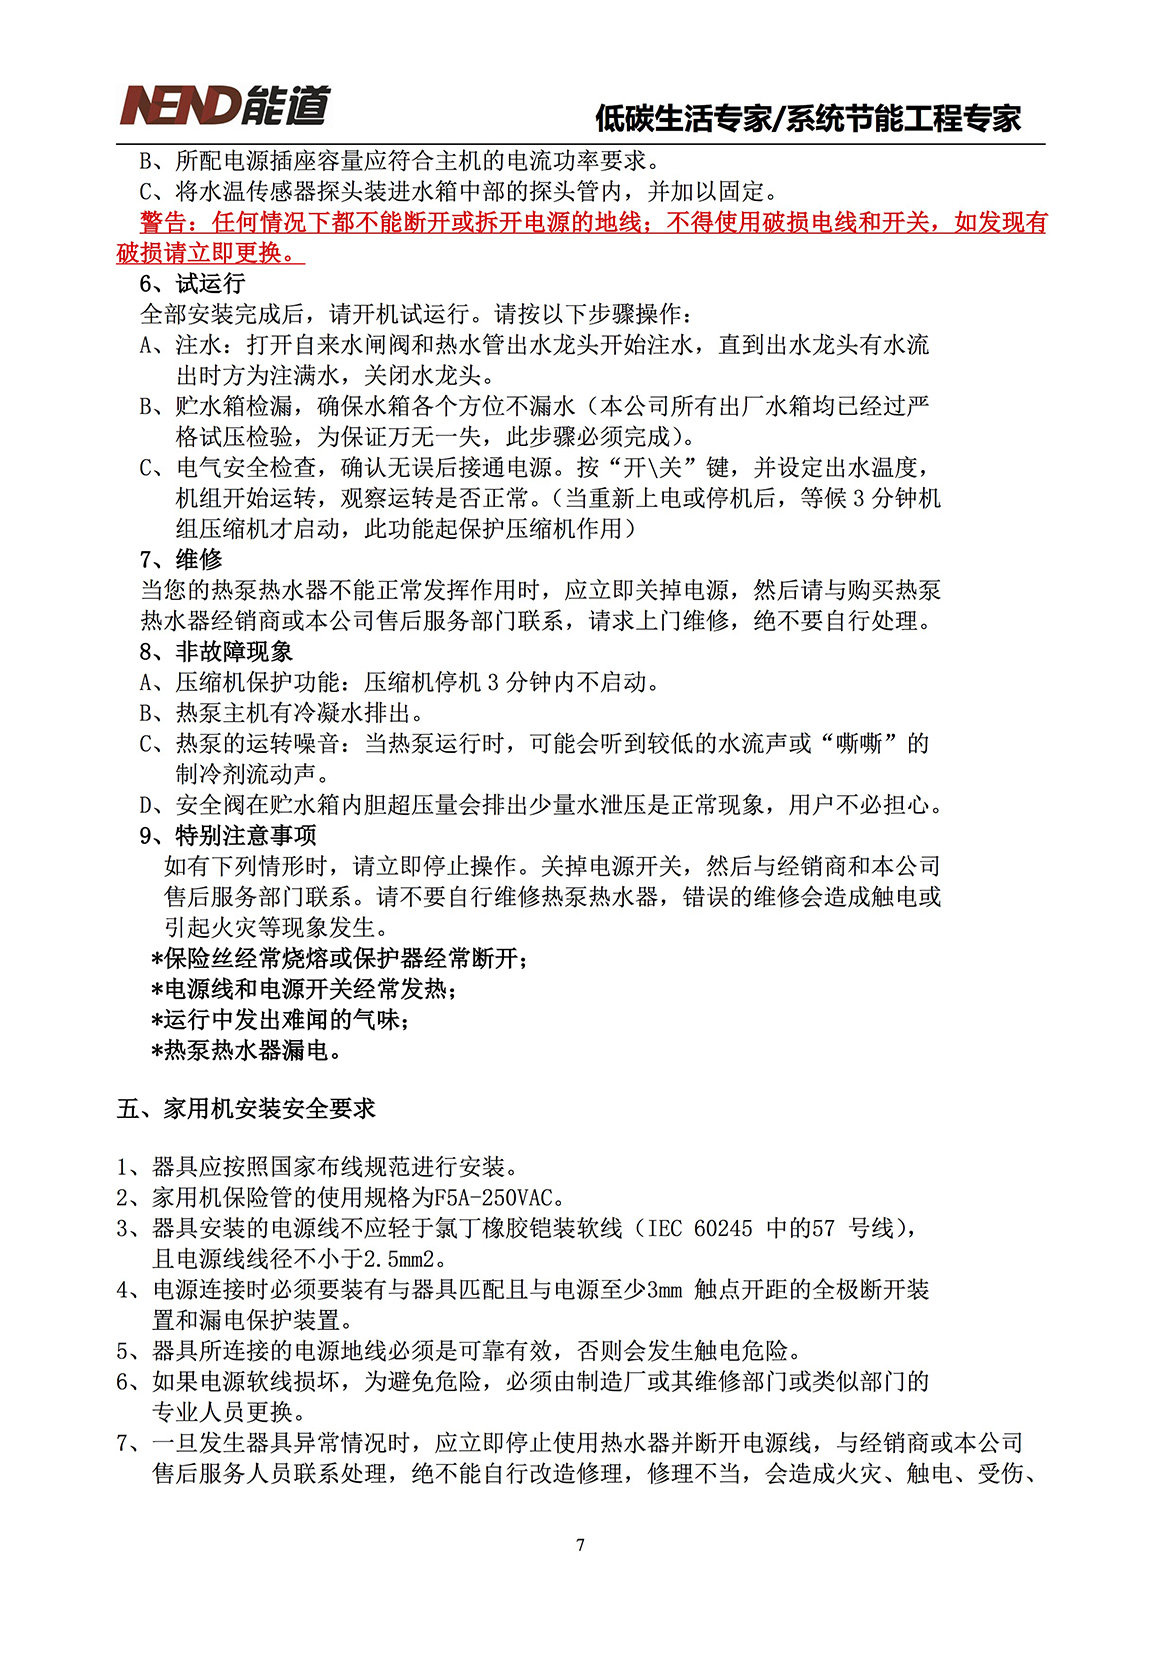 NEND能道
低碳生活专家/系统节能工程专家
B、所配电源插座容量应符合主机的电流功率要求。
C、将水温传感器探头装进水箱中部的探头管内，并加以固定。
警告：任何情况下都不能断开或拆开电源的地线；不得使用破损电线和开关，如发现有
破损请立即更换。
6、试运行
全部安装完成后，请开机试运行。请按以下步骤操作：
A、注水：打开自来水闸阀和热水管出水龙头开始注水，直到出水龙头有水流
出时方为注满水，关闭水龙头。
B、贮水箱检漏，确保水箱各个方位不漏水（本公司所有出厂水箱均已经过严
格试压检验，为保证万无一失，此步骤必须完成）。
C、电气安全检查，确认无误后接通电源。按“开\关”键，并设定出水温度，
机组开始运转，观察运转是否正常。（当重新上电或停机后，等候 3 分钟机
组压缩机才启动，此功能起保护压缩机作用）
7、维修
当您的热泵热水器不能正常发挥作用时，应立即关掉电源，然后请与购买热泵
热水器经销商或本公司售后服务部门联系，请求上门维修，绝不要自行处理。
8、非故障现象
A、压缩机保护功能：压缩机停机 3 分钟内不启动。
B、热泵主机有冷凝水排出。
C、热泵的运转噪音：当热泵运行时，可能会听到较低的水流声或“嘶嘶”的
制冷剂流动声。
D、安全阀在贮水箱内胆超压量会排出少量水泄压是正常现象，用户不必担心。
9、特别注意事项
如有下列情形时，请立即停止操作。关掉电源开关，然后与经销商和本公司
售后服务部门联系。请不要自行维修热泵热水器，错误的维修会造成触电或
引起火灾等现象发生。
*保险丝经常烧熔或保护器经常断开；
*电源线和电源开关经常发热；
*运行中发出难闻的气味；
*热泵热水器漏电。
五、家用机安装安全要求
1、器具应按照国家布线规范进行安装。
2、家用机保险管的使用规格为F5A-250VAC。
3、器具安装的电源线不应轻于氯丁橡胶铠装软线（IEC 60245 中的57 号线），
且电源线线径不小于2.5mm2。
4、电源连接时必须要装有与器具匹配且与电源至少3mm 触点开距的全极断开装
置和漏电保护装置。
5、器具所连接的电源地线必须是可靠有效，否则会发生触电危险。
6、如果电源软线损坏，为避免危险，必须由制造厂或其维修部门或类似部门的
专业人员更换。
7、一旦发生器具异常情况时，应立即停止使用热水器并断开电源线，与经销商或本公司
售后服务人员联系处理，绝不能自行改造修理，修理不当，会造成火灾、触电、受伤、
7